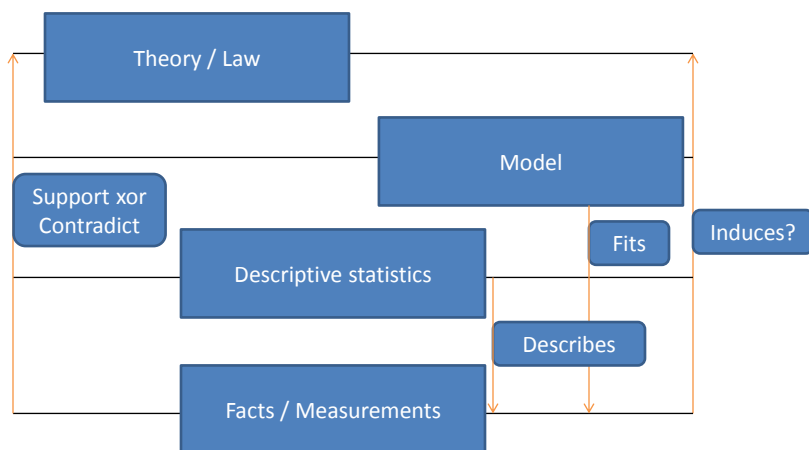 Theory / Law
Model
Support xor
Contradict
Fits
Induces?
Descriptive statistics
Describes
Facts / Measurements